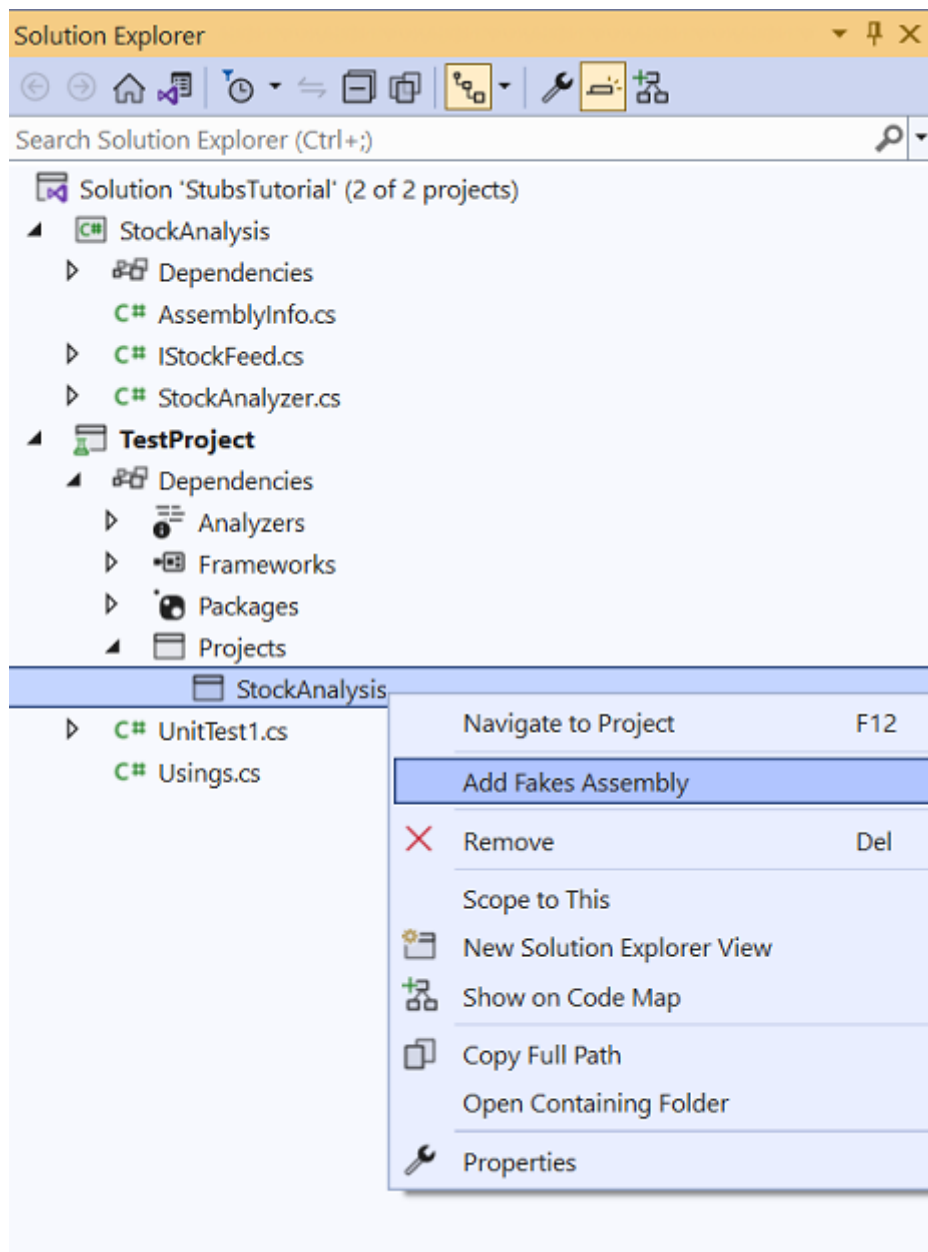 Solution Explorer
Search Solution Explorer (Ctrl+;)
Solution 'StubsTutorial' (2 of 2 projects)
C# StockAnalysis
Dependencies
C# AssemblyInfo.cs
C# IStockFeed.cs
C# StockAnalyzer.cs
TestProject
Dependencies
Analyzers
Frameworks
Packages
Projects
StockAnalysis
C# UnitTest1.cs
C# Usings.cs
Navigate to Project F12
Add Fakes Assembly
Remove Del
Scope to This
New Solution Explorer View
Show on Code Map
Copy Full Path
Open Containing Folder
Properties